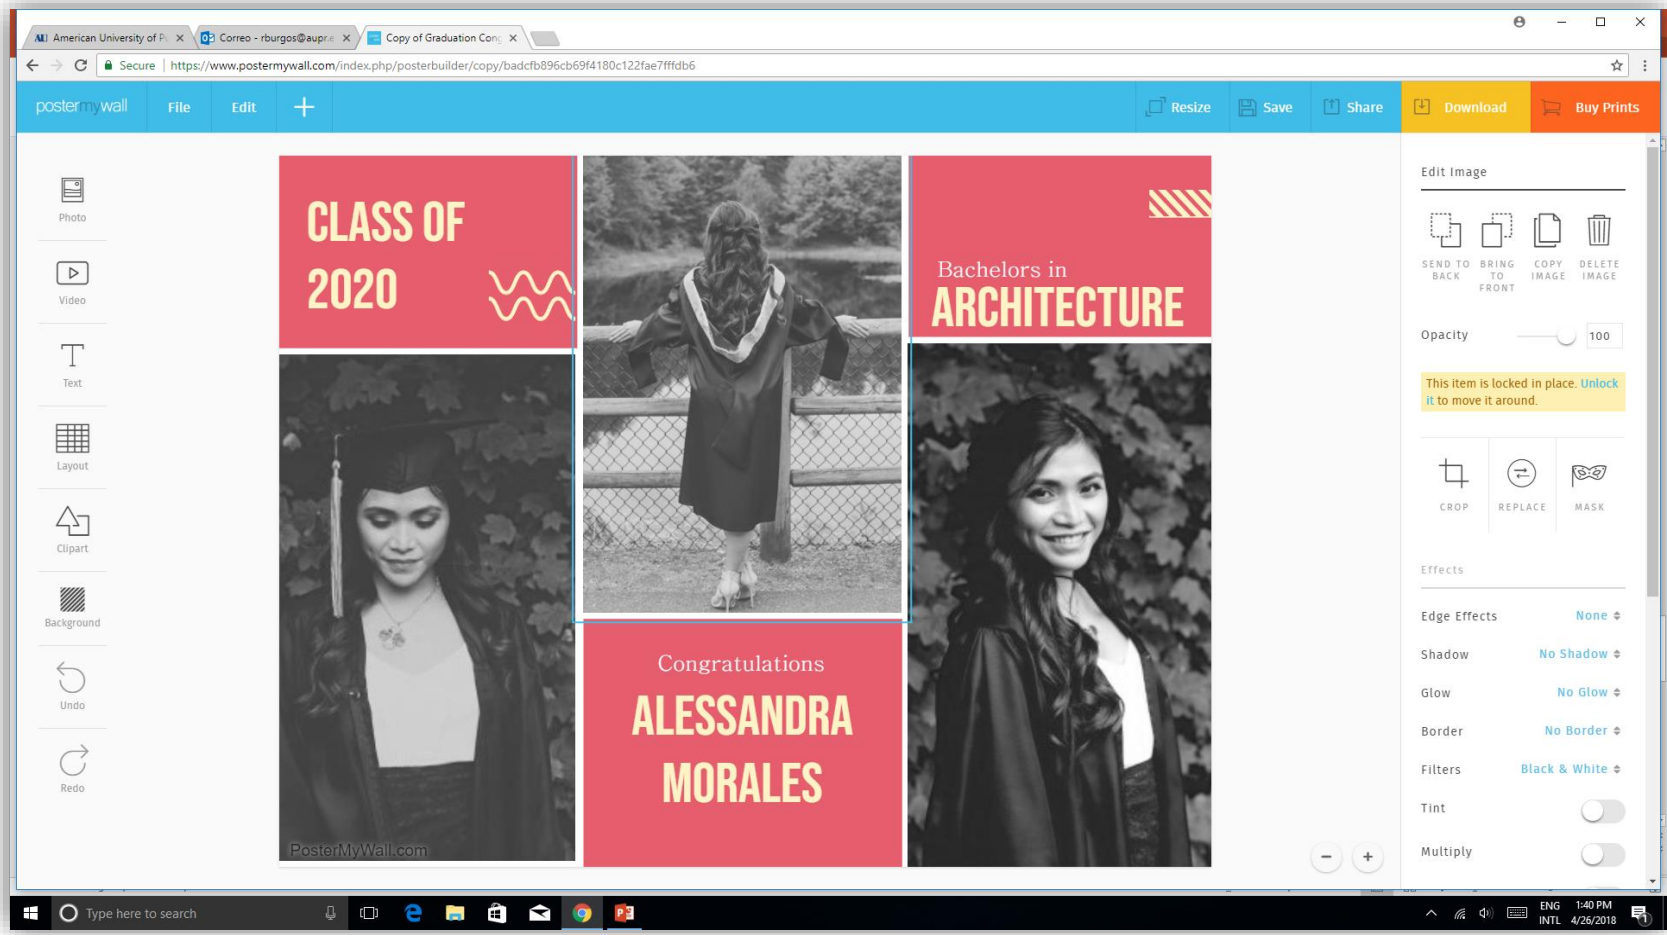 American University of Pu
Correo - rburgos@aupr.e
Copy of Graduation Cong
Secure
https://www.postermywall.com/index.php/posterbuilder/copy/badcfb896cb69f4180c122fae7fffdb6
postermywall
File
Edit
Resize
Save
Share
Download
Buy Prints
Photo
Video
Text
Layout
Clipart
Background
Undo
Redo
CLASS OF
2020
Bachelors in
ARCHITECTURE
Congratulations
ALESSANDRA
MORALES
PosterMyWall.com
Edit Image
SEND TO
BACK
BRING
TO
FRONT
COPY
IMAGE
DELETE
IMAGE
Opacity
100
This item is locked in place. Unlock
it to move it around.
CROP
REPLACE
MASK
Effects
Edge Effects
None
Shadow
No Shadow
Glow
No Glow
Border
No Border
Filters
Black & White
Tint
Multiply
Type here to search
ENG
INTL
1:40 PM
4/26/2018